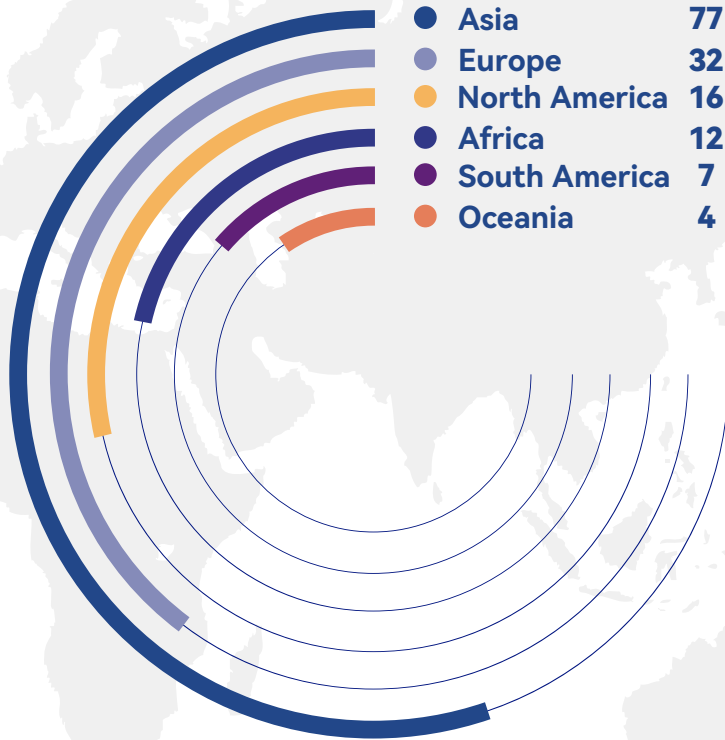 Asia 77
Europe 32
North America 16
Africa 12
South America 7
Oceania 4